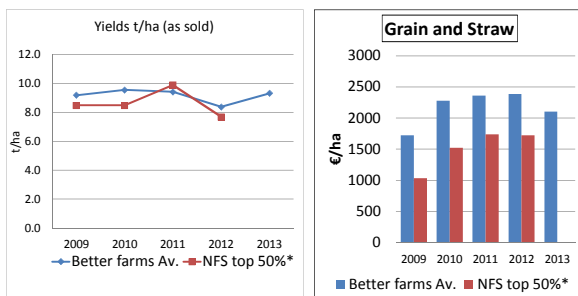 Yields t/ha (as sold)
12.0
10.0
8.0
6.0
4.0
2.0
0.0
t/ha
2009 2010 2011 2012 2013
Better farms Av. NFS top 50%*
Grain and Straw
3000
2500
2000
1500
1000
500
0
€/ha
2009 2010 2011 2012 2013
Better farms Av. NFS top 50%*